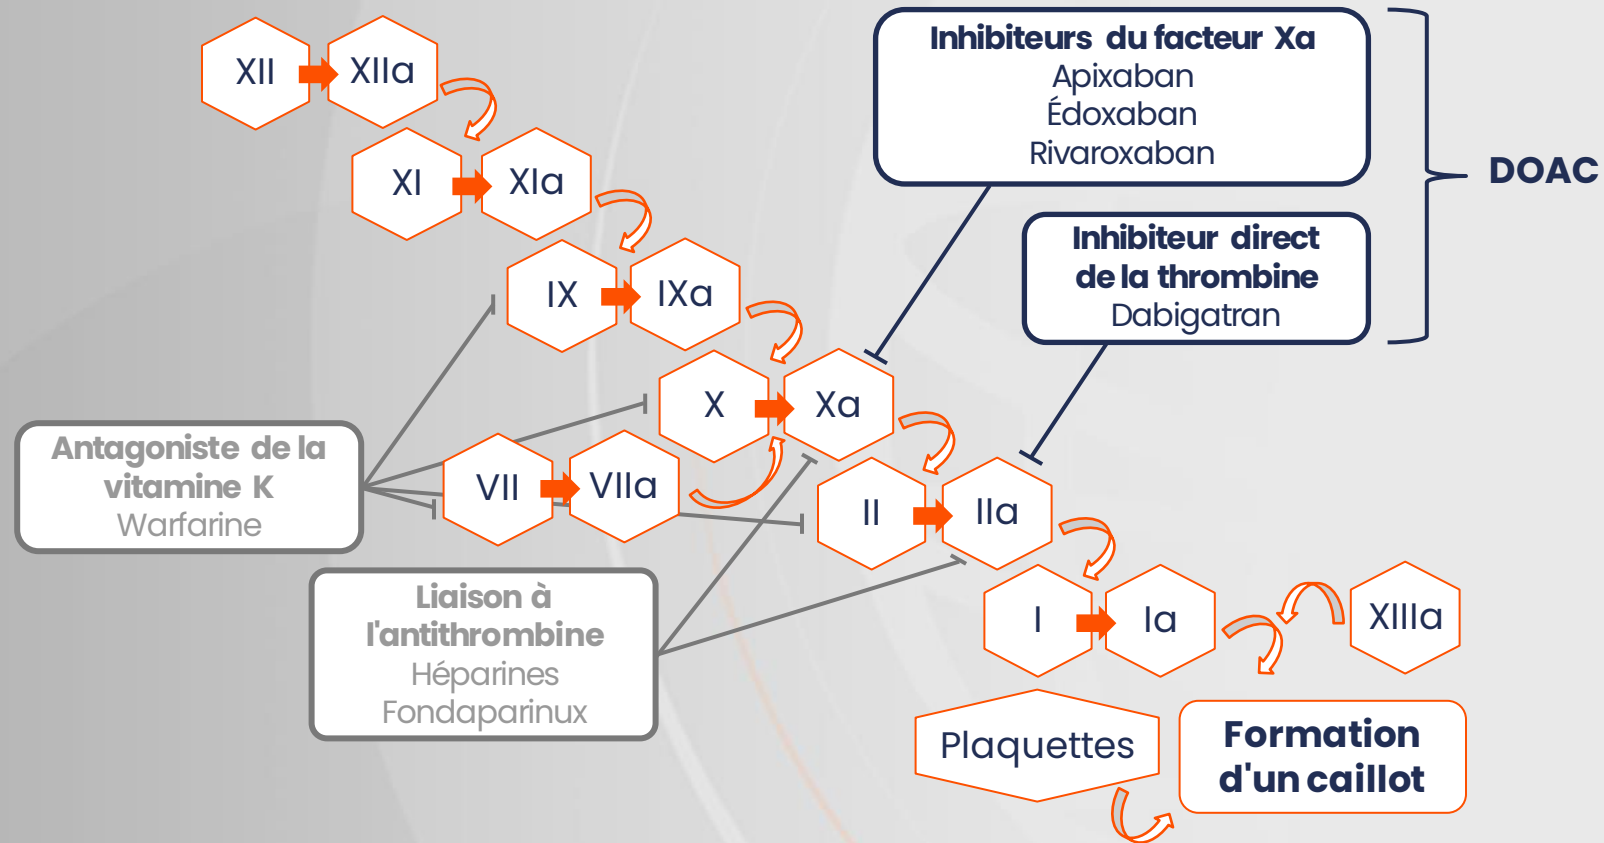 XII
XIIa
XI
XIa
IX
IXa
X
Xa
VII
VIIa
II
IIa
I
Ia
XIIIa
Inhibiteurs du facteur Xa
Apixaban
Édoxaban
Rivaroxaban
Inhibiteur direct
de la thrombine
Dabigatran
DOAC
Antagoniste de la
vitamine K
Warfarine
Liaison à
l'antithrombine
Héparines
Fondaparinux
Plaquettes
Formation
d'un caillot